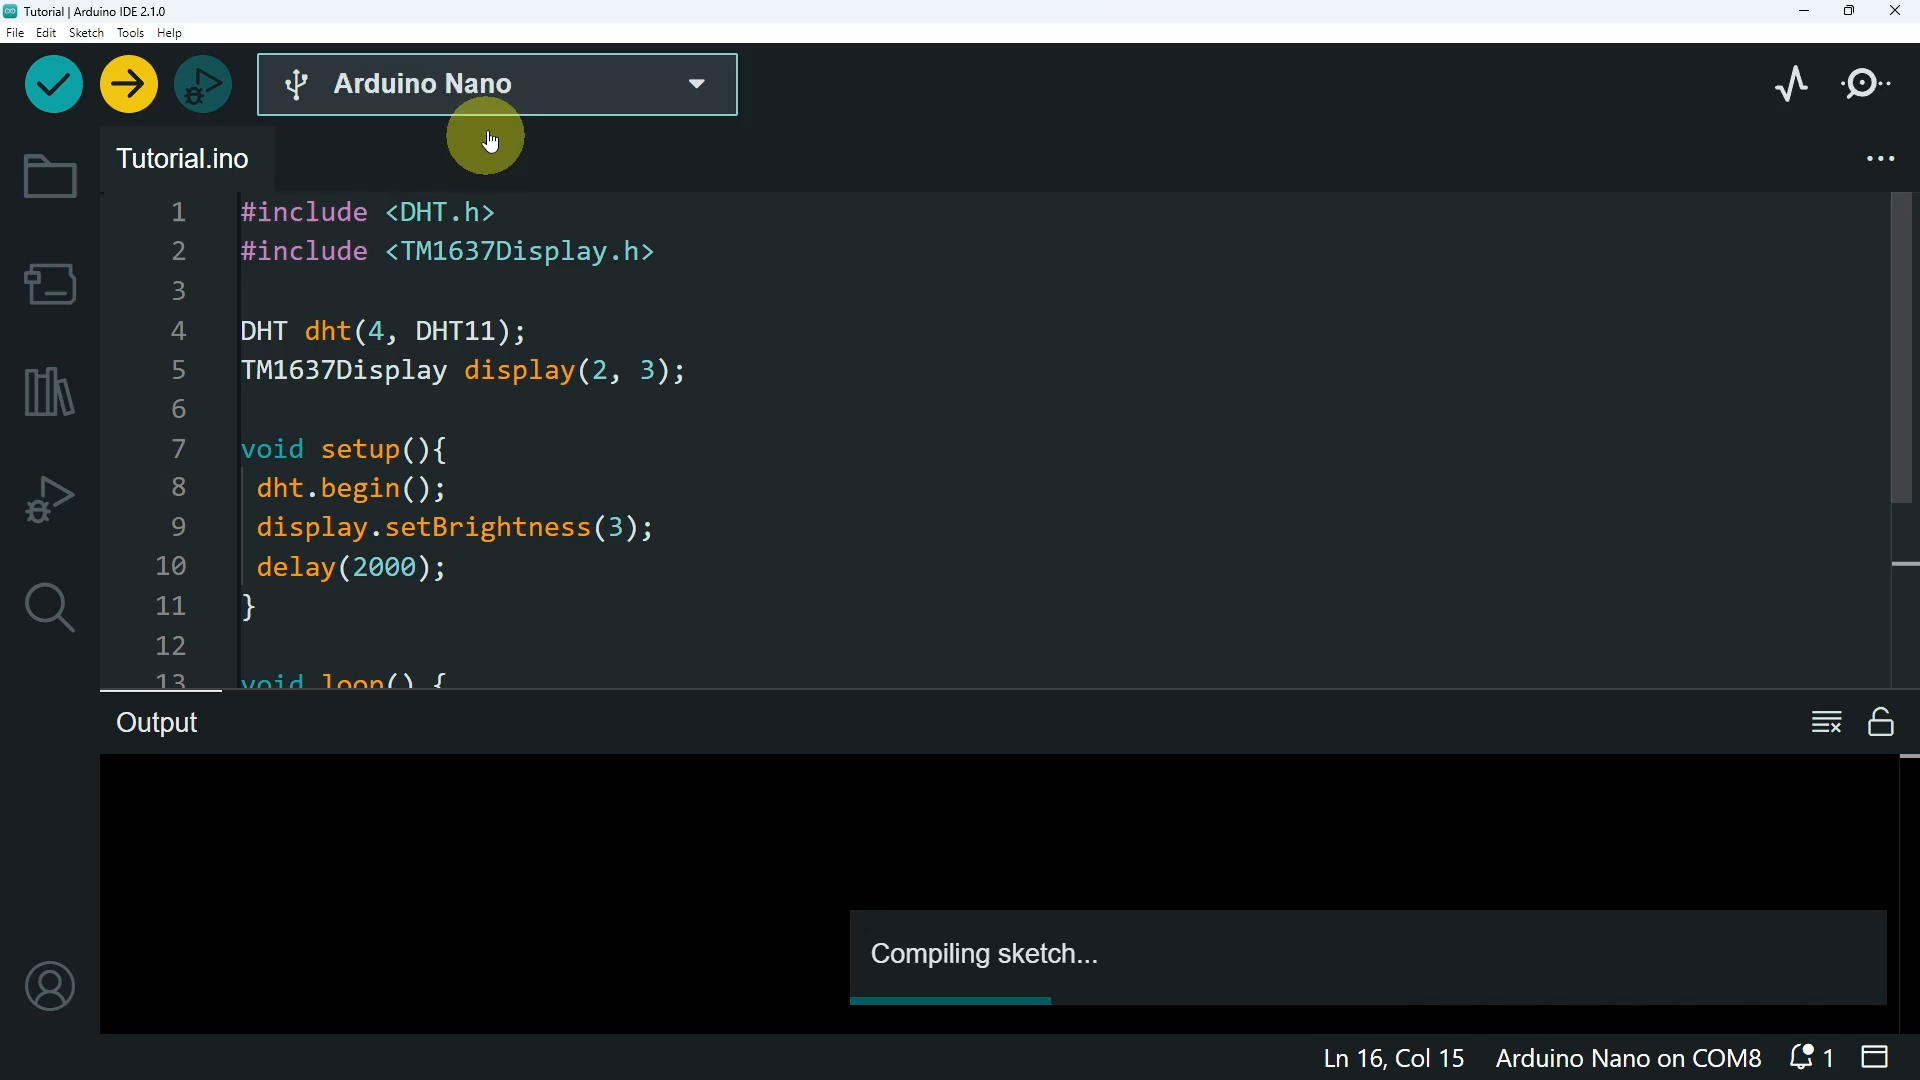 Tutorial | Arduino IDE 2.1.0
File Edit Sketch Tools Help
Arduino Nano
Tutorial.ino
1 #include <DHT.h>
2 #include <TM1637Display.h>
3
4 DHT dht(4, DHT11);
5 TM1637Display display(2, 3);
6
7 void setup(){
8 dht.begin();
9 display.setBrightness(3);
10 delay(2000);
11 }
12
13 void loop() {
Output
Compiling sketch...
Ln 16, Col 15 Arduino Nano on COM8 1